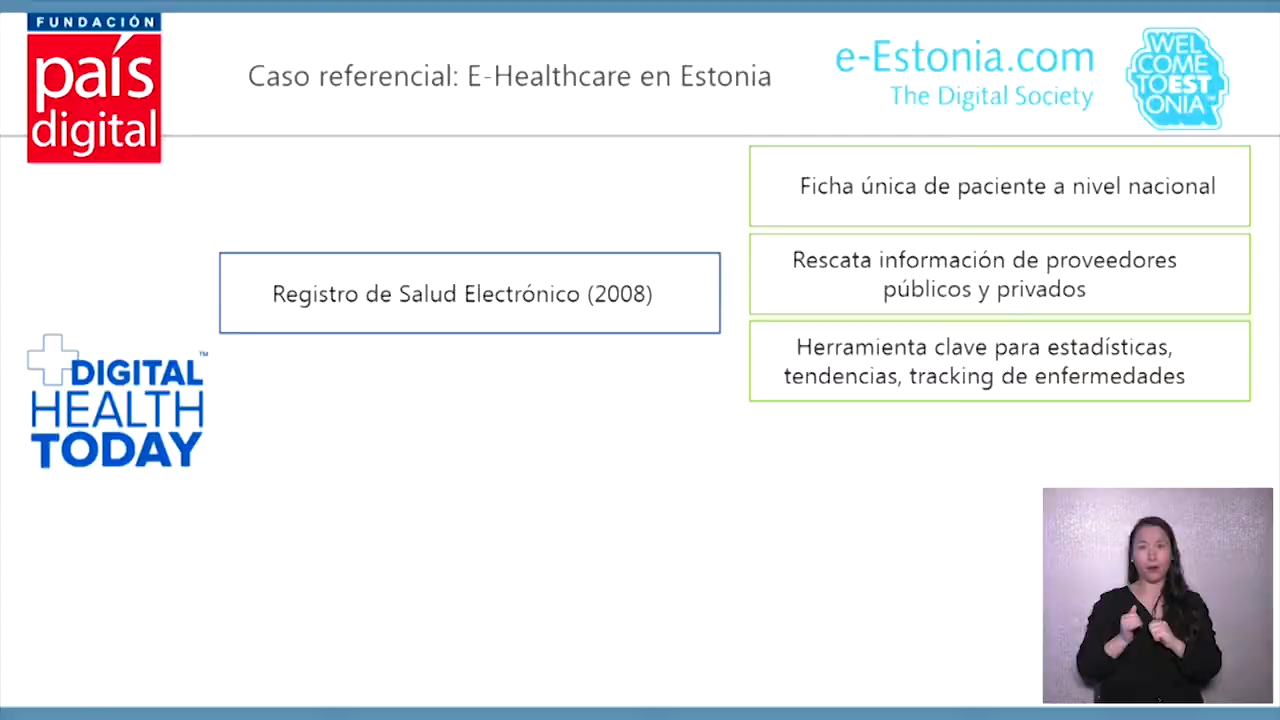 FUNDACIÓN
país
digital
Caso referencial: E-Healthcare en Estonia
e-Estonia.com
The Digital Society
WEL
COME
TOEST
ONIA
Ficha única de paciente a nivel nacional
Rescata información de proveedores
públicos y privados
Registro de Salud Electrónico (2008)
Herramienta clave para estadísticas,
tendencias, tracking de enfermedades
DIGITAL™
HEALTH
TODAY